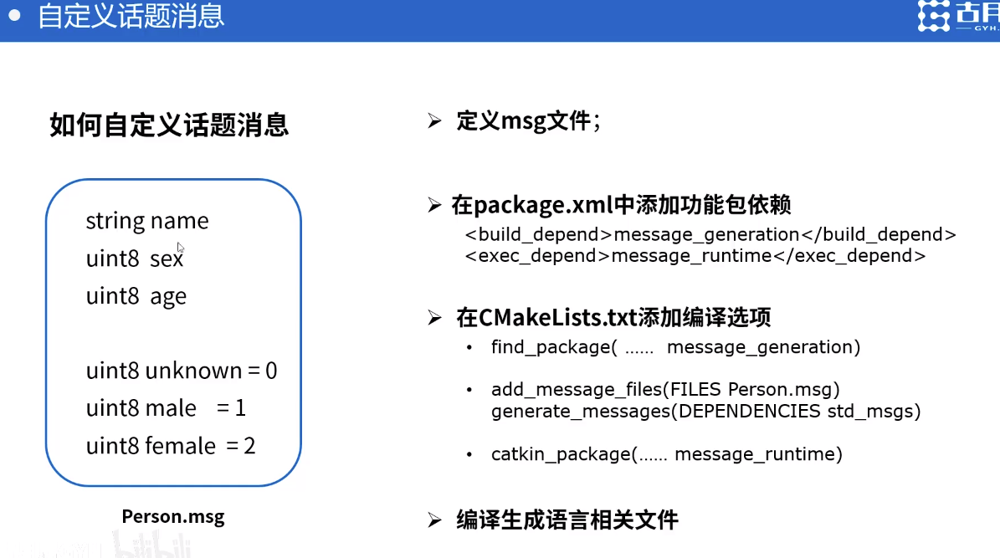 自定义话题消息
古月
GYH.
如何自定义话题消息
string name
uint8 sex
uint8 age
uint8 unknown = 0
uint8 male = 1
uint8 female = 2
Person.msg
定义msg文件；
在package.xml中添加功能包依赖
<build_depend>message_generation</build_depend>
<exec_depend>message_runtime</exec_depend>
在CMakeLists.txt添加编译选项
find_package( …… message_generation)
add_message_files(FILES Person.msg)
generate_messages(DEPENDENCIES std_msgs)
catkin_package(…… message_runtime)
编译生成语言相关文件
bilibili